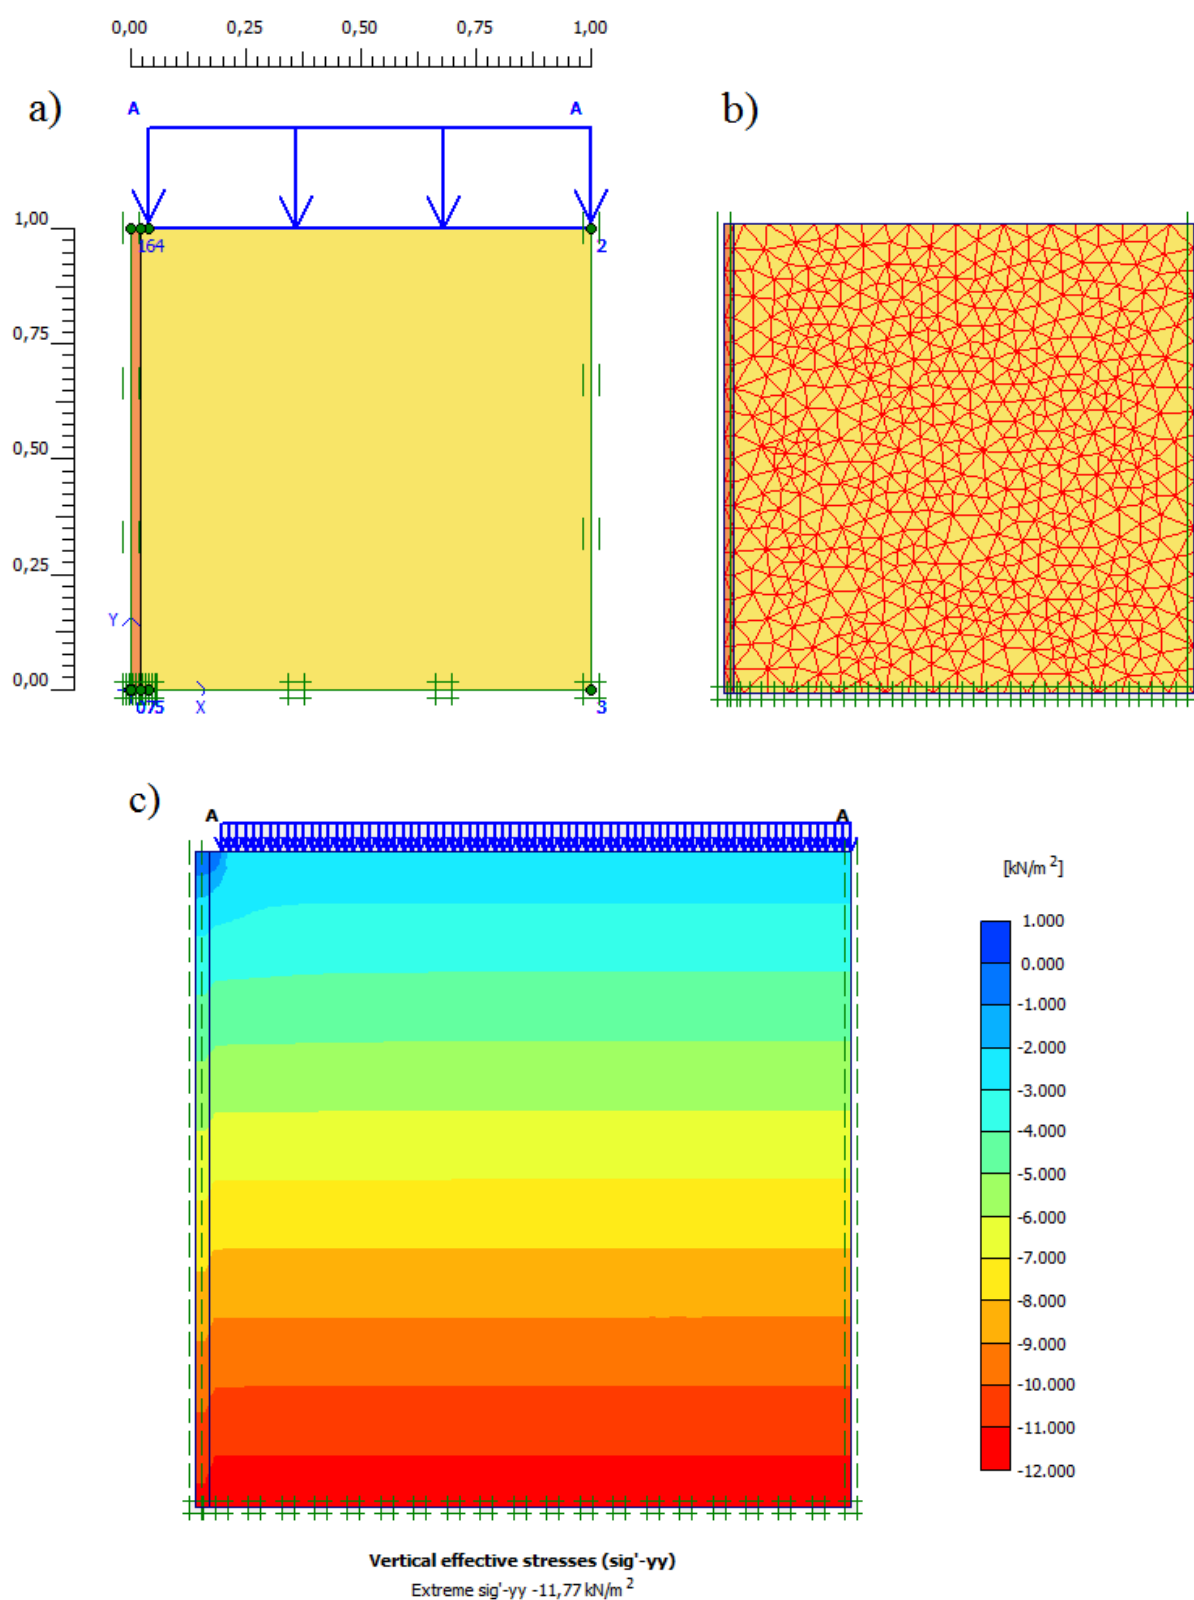 0,00 0,25 0,50 0,75 1,00
a)
b)
A A
1,00
164 2
0,75
0,50
0,25
Y
0,00
X
075 3
c)
A A
[kN/m 2]
1.000
0.000
-1.000
-2.000
-3.000
-4.000
-5.000
-6.000
-7.000
-8.000
-9.000
-10.000
-11.000
-12.000
Vertical effective stresses (sig'-yy)
Extreme sig'-yy -11,77 kN/m 2